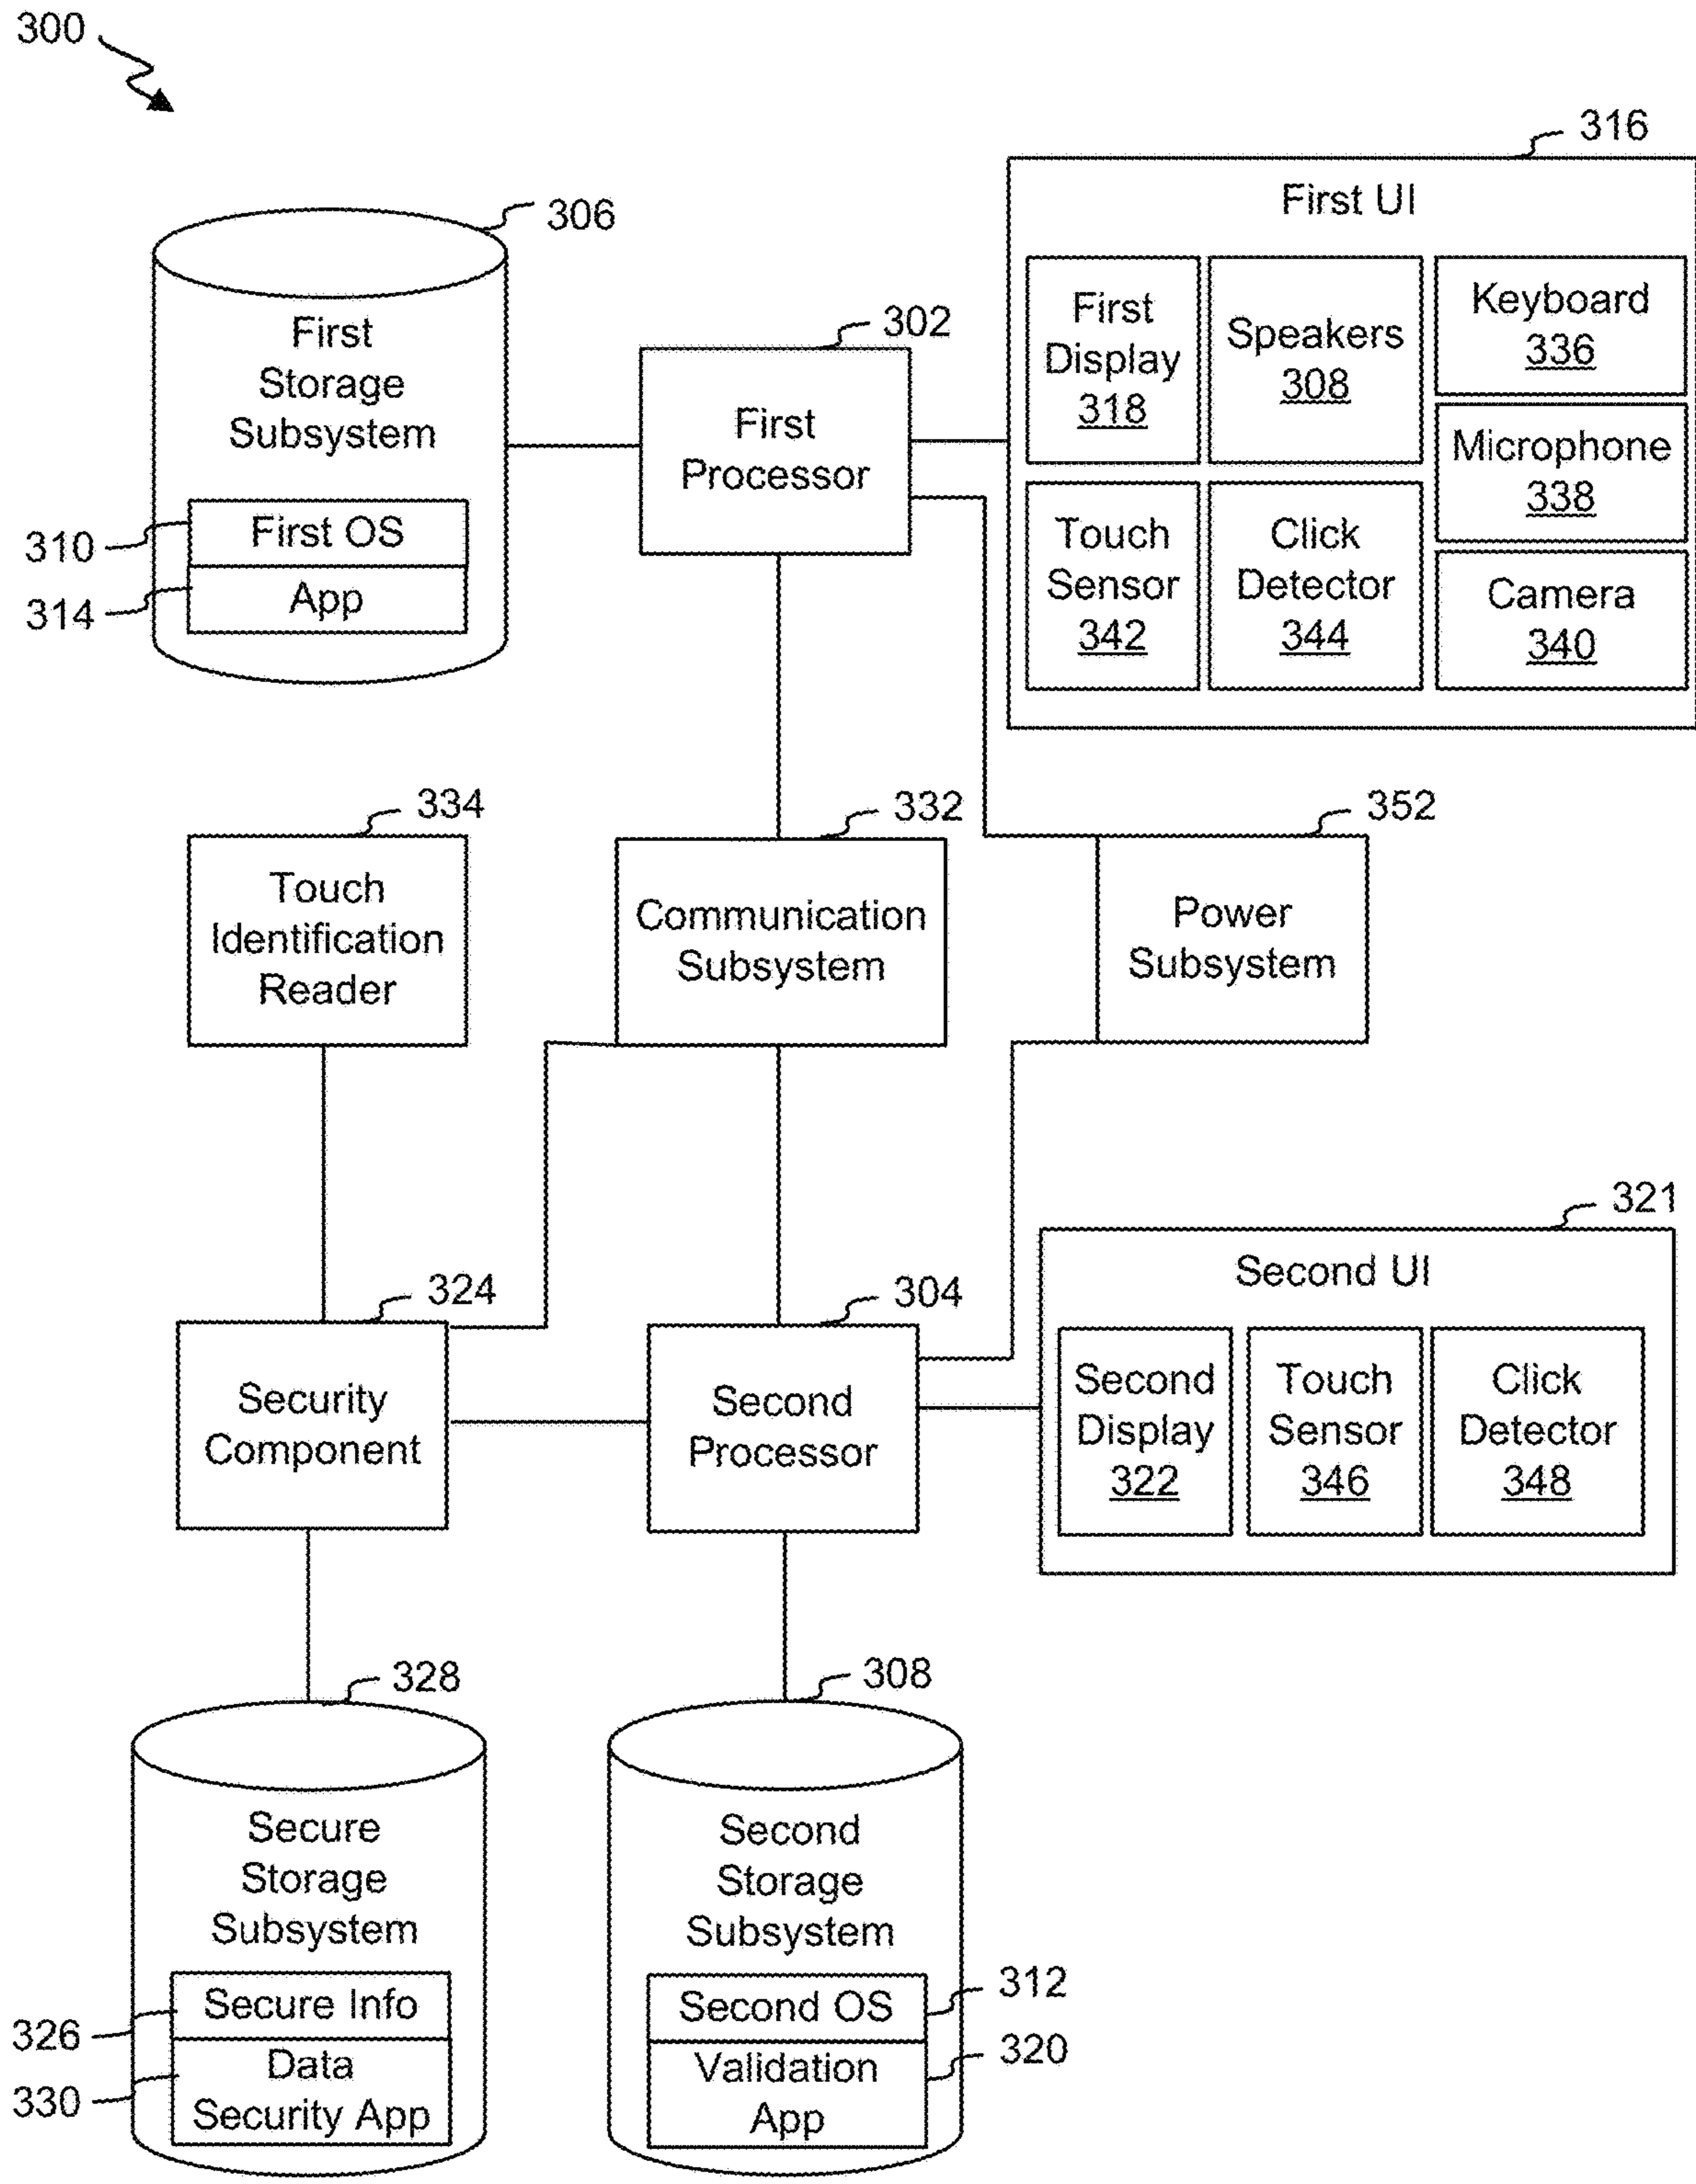 300
316
First UI
306
First
Storage
Subsystem
310
First OS
314
App
302
First
Processor
First
Display
318
Speakers
308
Keyboard
336
Microphone
338
Touch
Sensor
342
Click
Detector
344
Camera
340
334
Touch
Identification
Reader
332
Communication
Subsystem
352
Power
Subsystem
324
Security
Component
304
Second
Processor
321
Second UI
Second
Display
322
Touch
Sensor
346
Click
Detector
348
328
Secure
Storage
Subsystem
326
Secure Info
330
Data
Security App
308
Second
Storage
Subsystem
Second OS
312
Validation
App
320